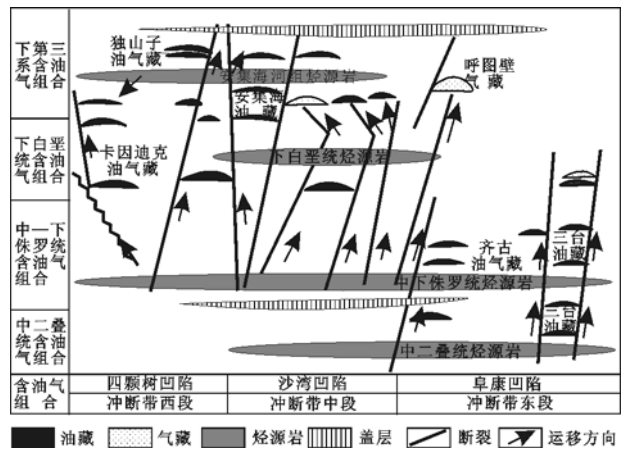 下第三
系含油
气组合
独山子
油气藏
安集海河组烃源岩
安集海
油 藏
呼图壁
气 藏
下白垩
统含油
气组合
卡因迪克
油气藏
下白垩统烃源岩
中—下
侏罗统
含油气
组合
齐古
油气藏
三台
油藏
中下侏罗统烃源岩
中二叠
统含油
气组合
三台
油藏
中二叠统烃源岩
含油气
组 合
四颗树凹陷
沙湾凹陷
阜康凹陷
冲断带西段
冲断带中段
冲断带东段
油藏
气藏
烃源岩
盖层
断裂
运移方向